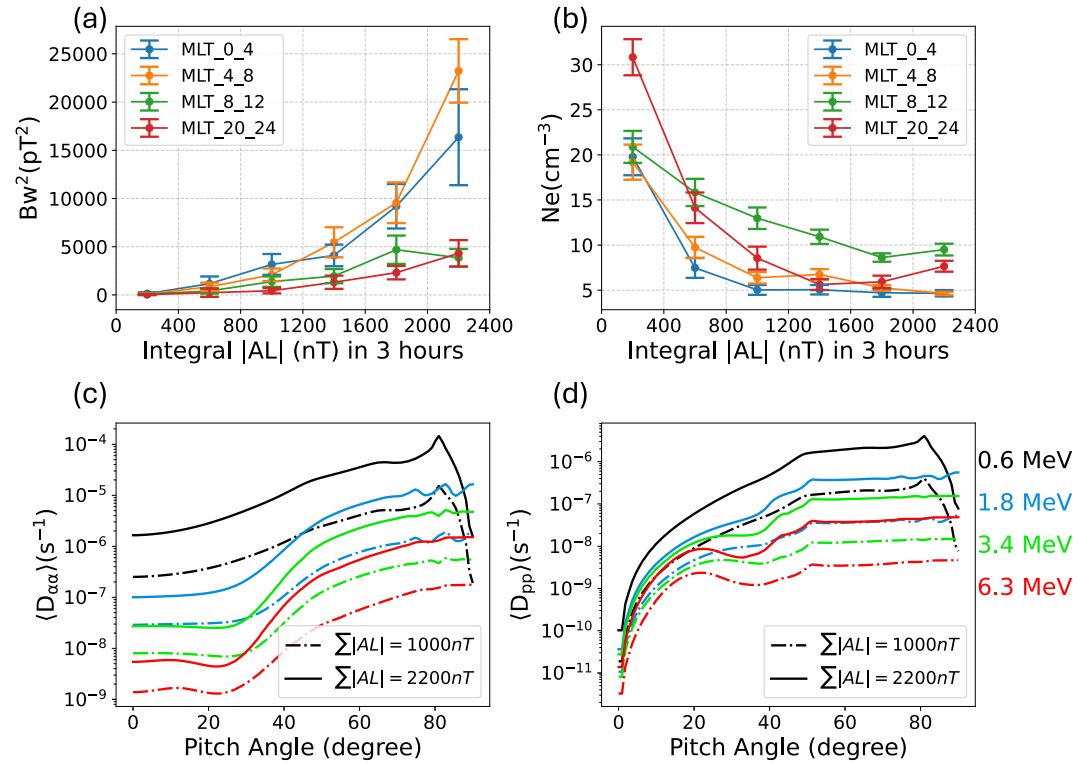 (a)
Bw²(pT²)
25000
20000
15000
10000
5000
0
MLT_0_4
MLT_4_8
MLT_8_12
MLT_20_24
0 400 800 1200 1600 2000 2400
Integral |AL| (nT) in 3 hours
(b)
Ne(cm⁻³)
30
25
20
15
10
5
MLT_0_4
MLT_4_8
MLT_8_12
MLT_20_24
0 400 800 1200 1600 2000 2400
Integral |AL| (nT) in 3 hours
(c)
⟨Dαα⟩(s⁻¹)
10⁻⁴
10⁻⁵
10⁻⁶
10⁻⁷
10⁻⁸
10⁻⁹
∑|AL| = 1000nT
∑|AL| = 2200nT
0 20 40 60 80
Pitch Angle (degree)
(d)
⟨Dpp⟩(s⁻¹)
10⁻⁶
10⁻⁷
10⁻⁸
10⁻⁹
10⁻¹⁰
10⁻¹¹
∑|AL| = 1000nT
∑|AL| = 2200nT
0 20 40 60 80
Pitch Angle (degree)
0.6 MeV
1.8 MeV
3.4 MeV
6.3 MeV